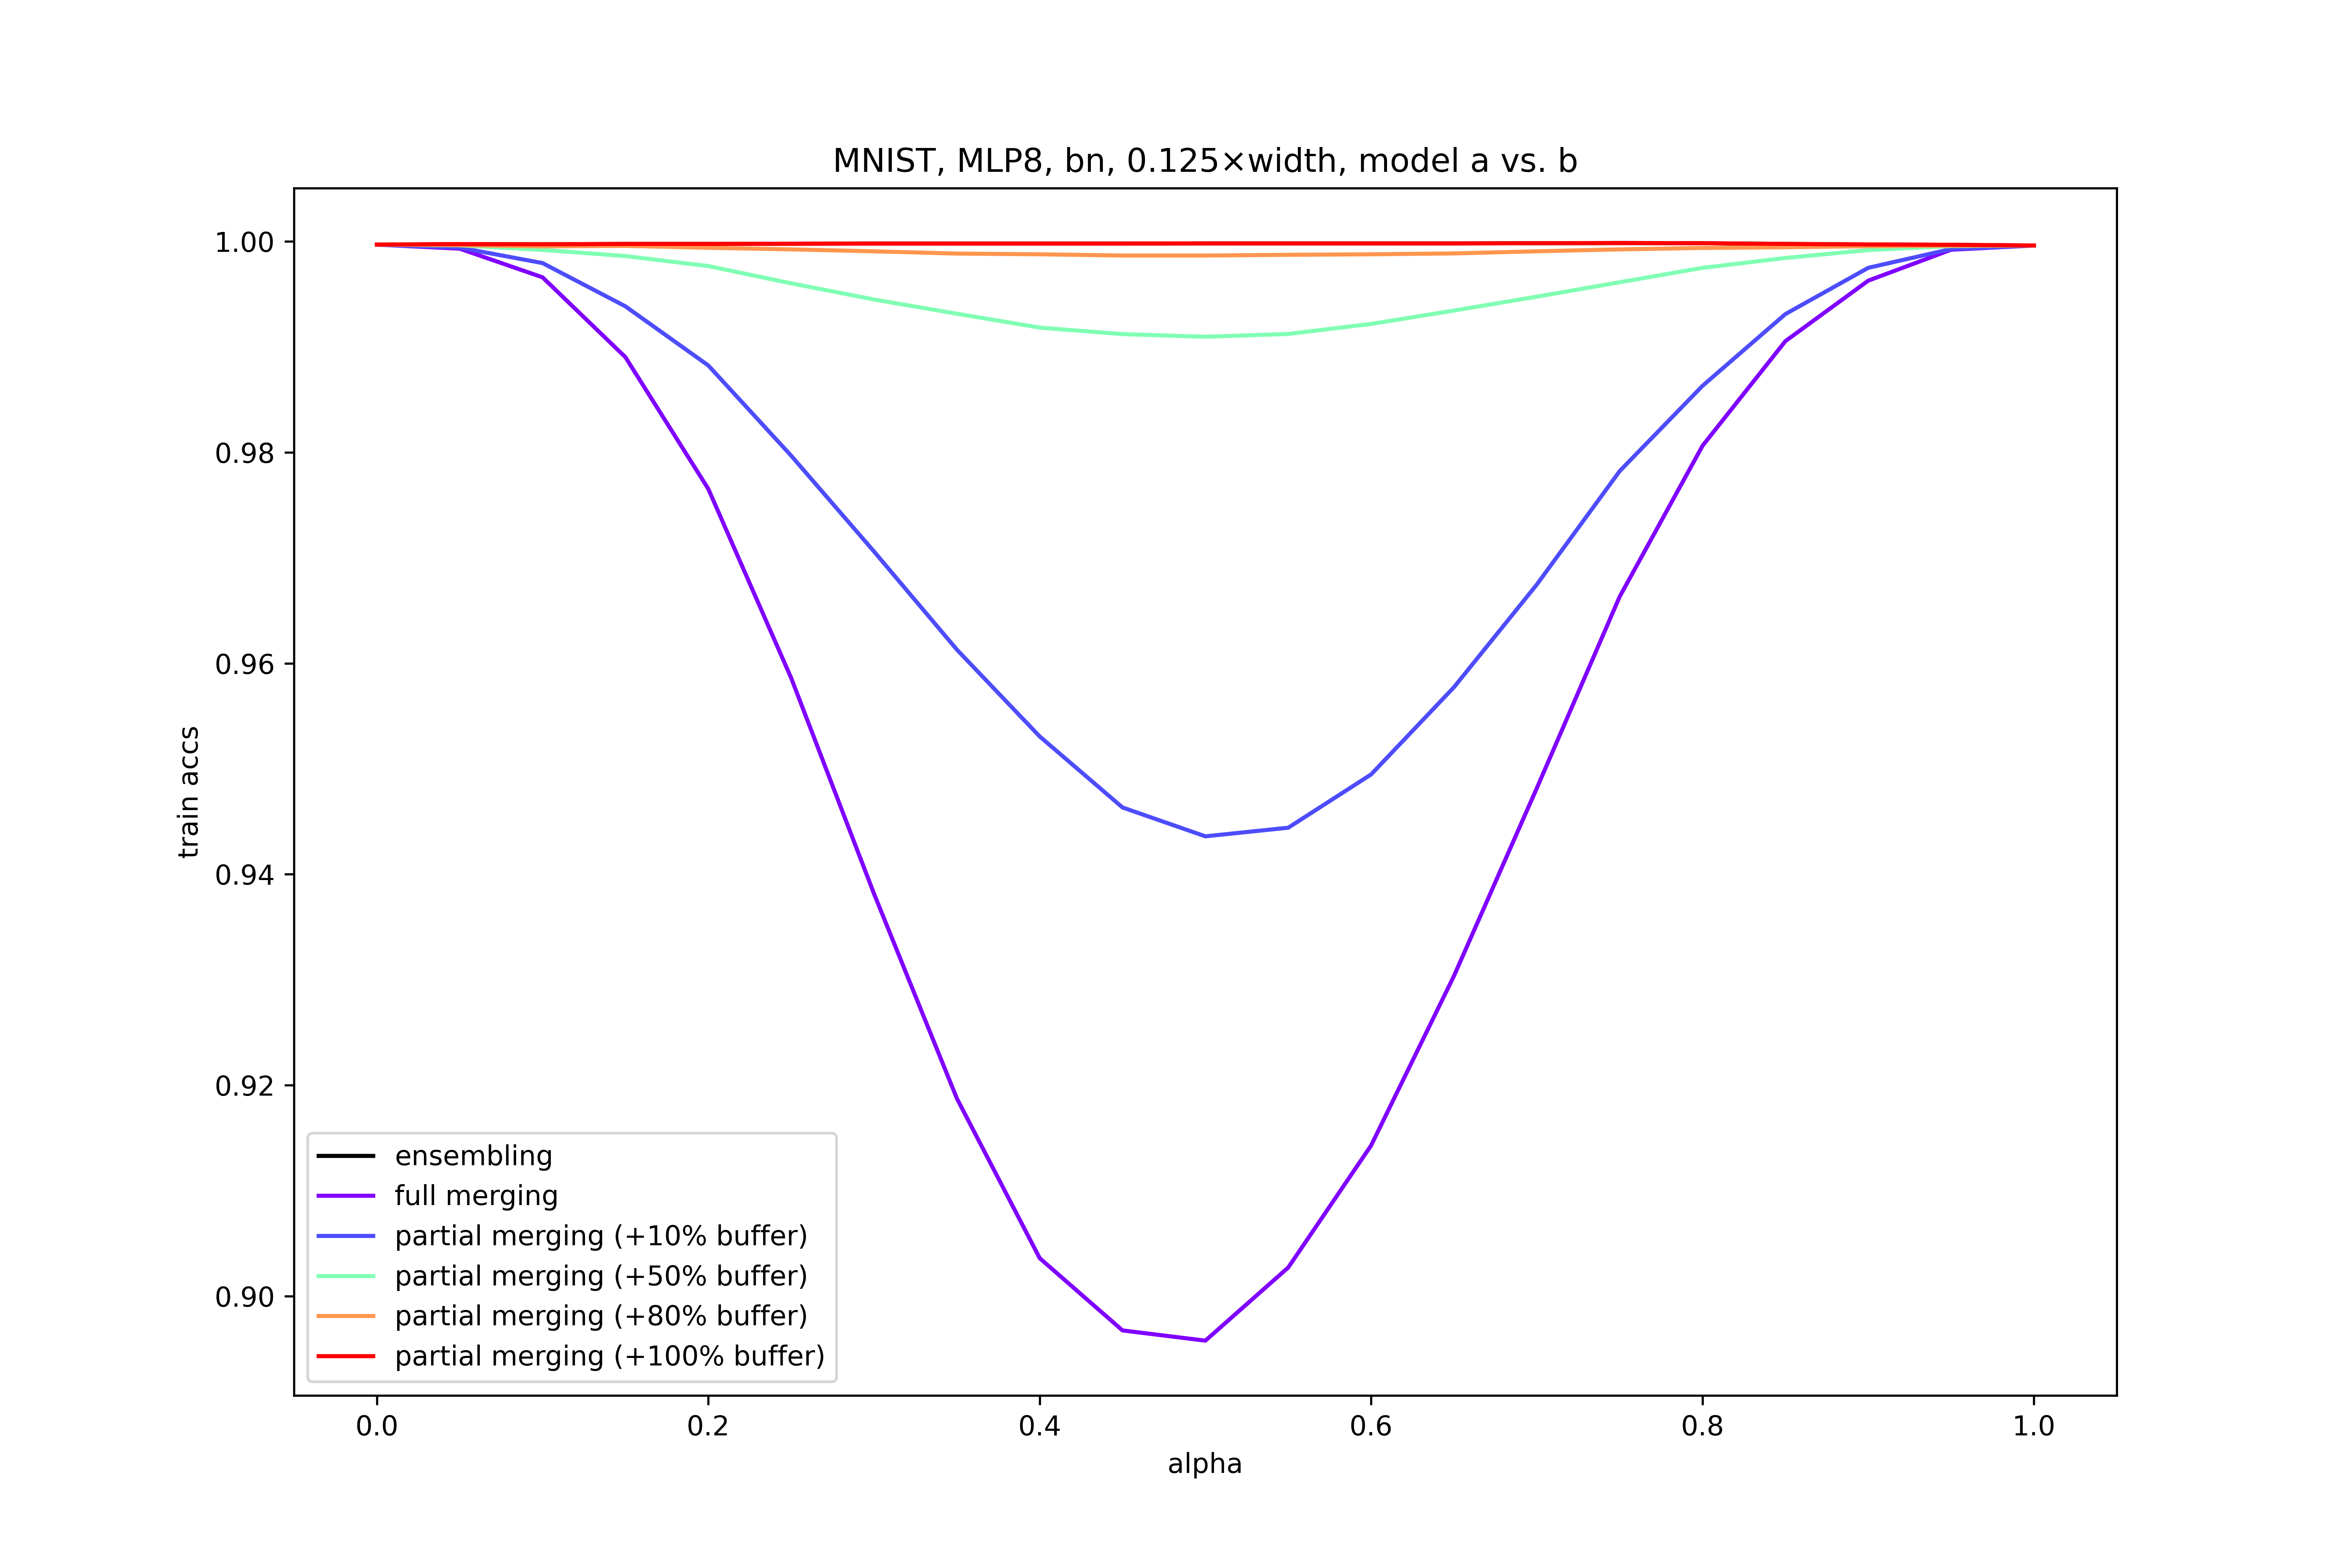 MNIST, MLP8, bn, 0.125×width, model a vs. b
train accs
1.00
0.98
0.96
0.94
0.92
0.90
ensembling
full merging
partial merging (+10% buffer)
partial merging (+50% buffer)
partial merging (+80% buffer)
partial merging (+100% buffer)
0.0 0.2 0.4 0.6 0.8 1.0
alpha